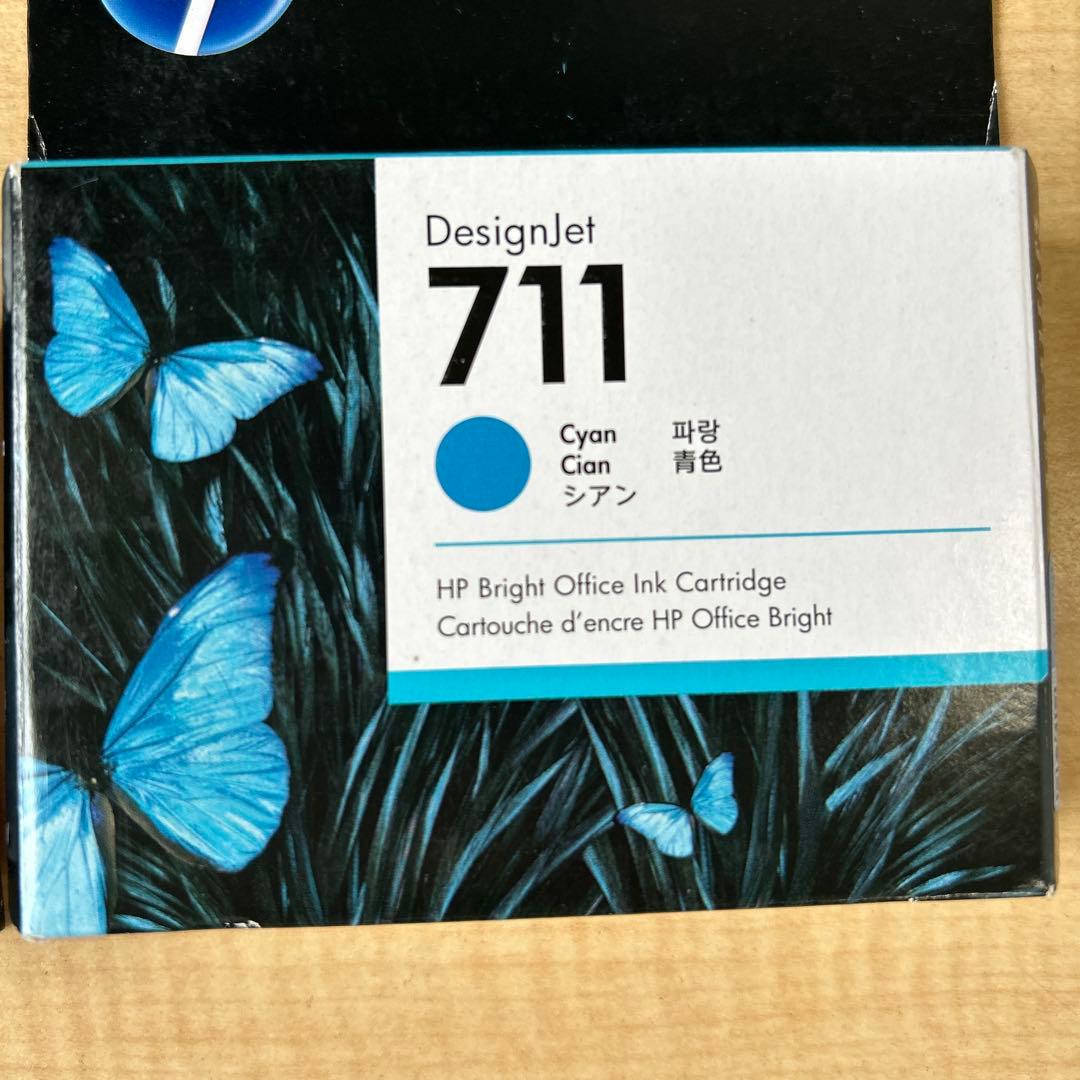 DesignJet
711
Cyan 파랑
Cian 青色
シアン
HP Bright Office Ink Cartridge
Cartouche d'encre HP Office Bright